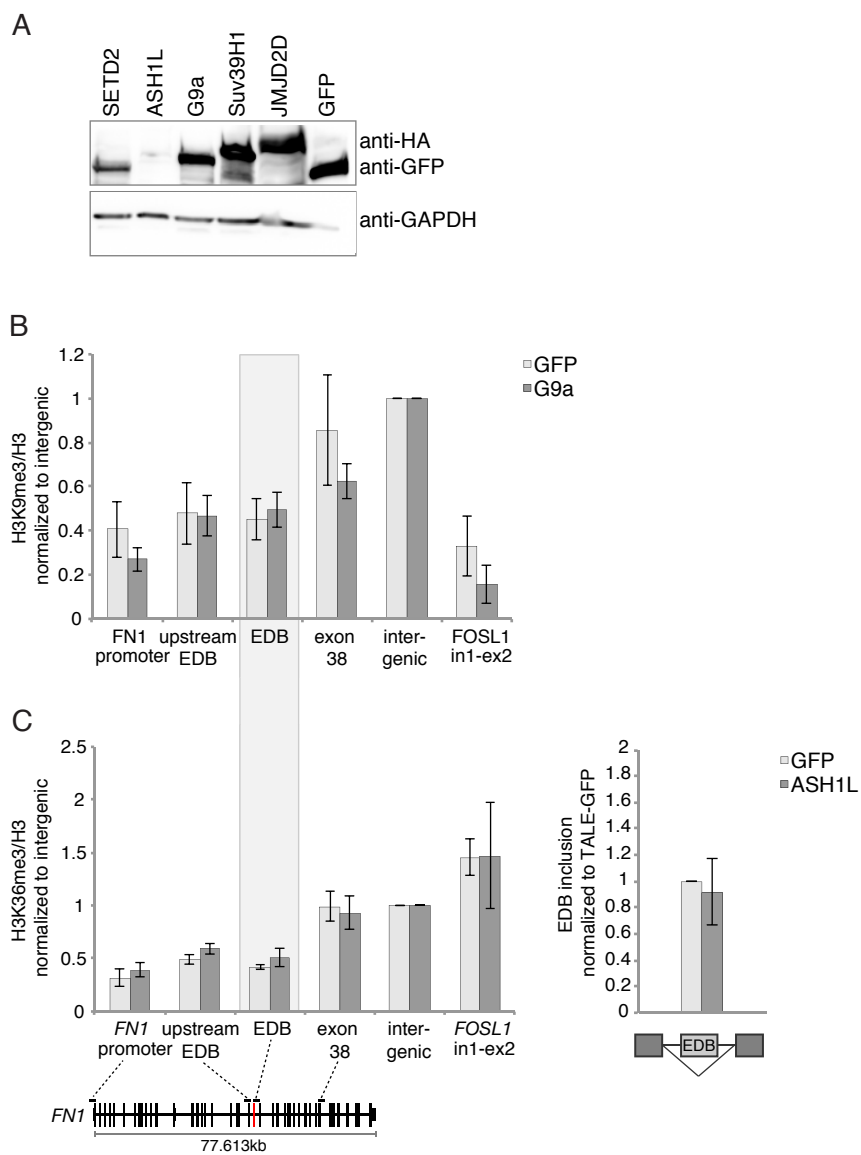 A
SETD2
ASH1L
G9a
Suv39H1
JMJD2D
GFP
anti-HA
anti-GFP
anti-GAPDH
B
H3K9me3/H3
normalized to intergenic
1.2
1
0.8
0.6
0.4
0.2
0
GFP
G9a
FN1 upstream EDB exon inter- FOSL1
promoter EDB 38 genic in1-ex2
C
H3K36me3/H3
normalized to intergenic
2.5
2
1.5
1
0.5
0
FN1 upstream EDB exon inter- FOSL1
promoter EDB 38 genic in1-ex2
FN1
77.613kb
EDB inclusion
normalized to TALE-GFP
2
1.8
1.6
1.4
1.2
1
0.8
0.6
0.4
0.2
0
GFP
ASH1L
EDB